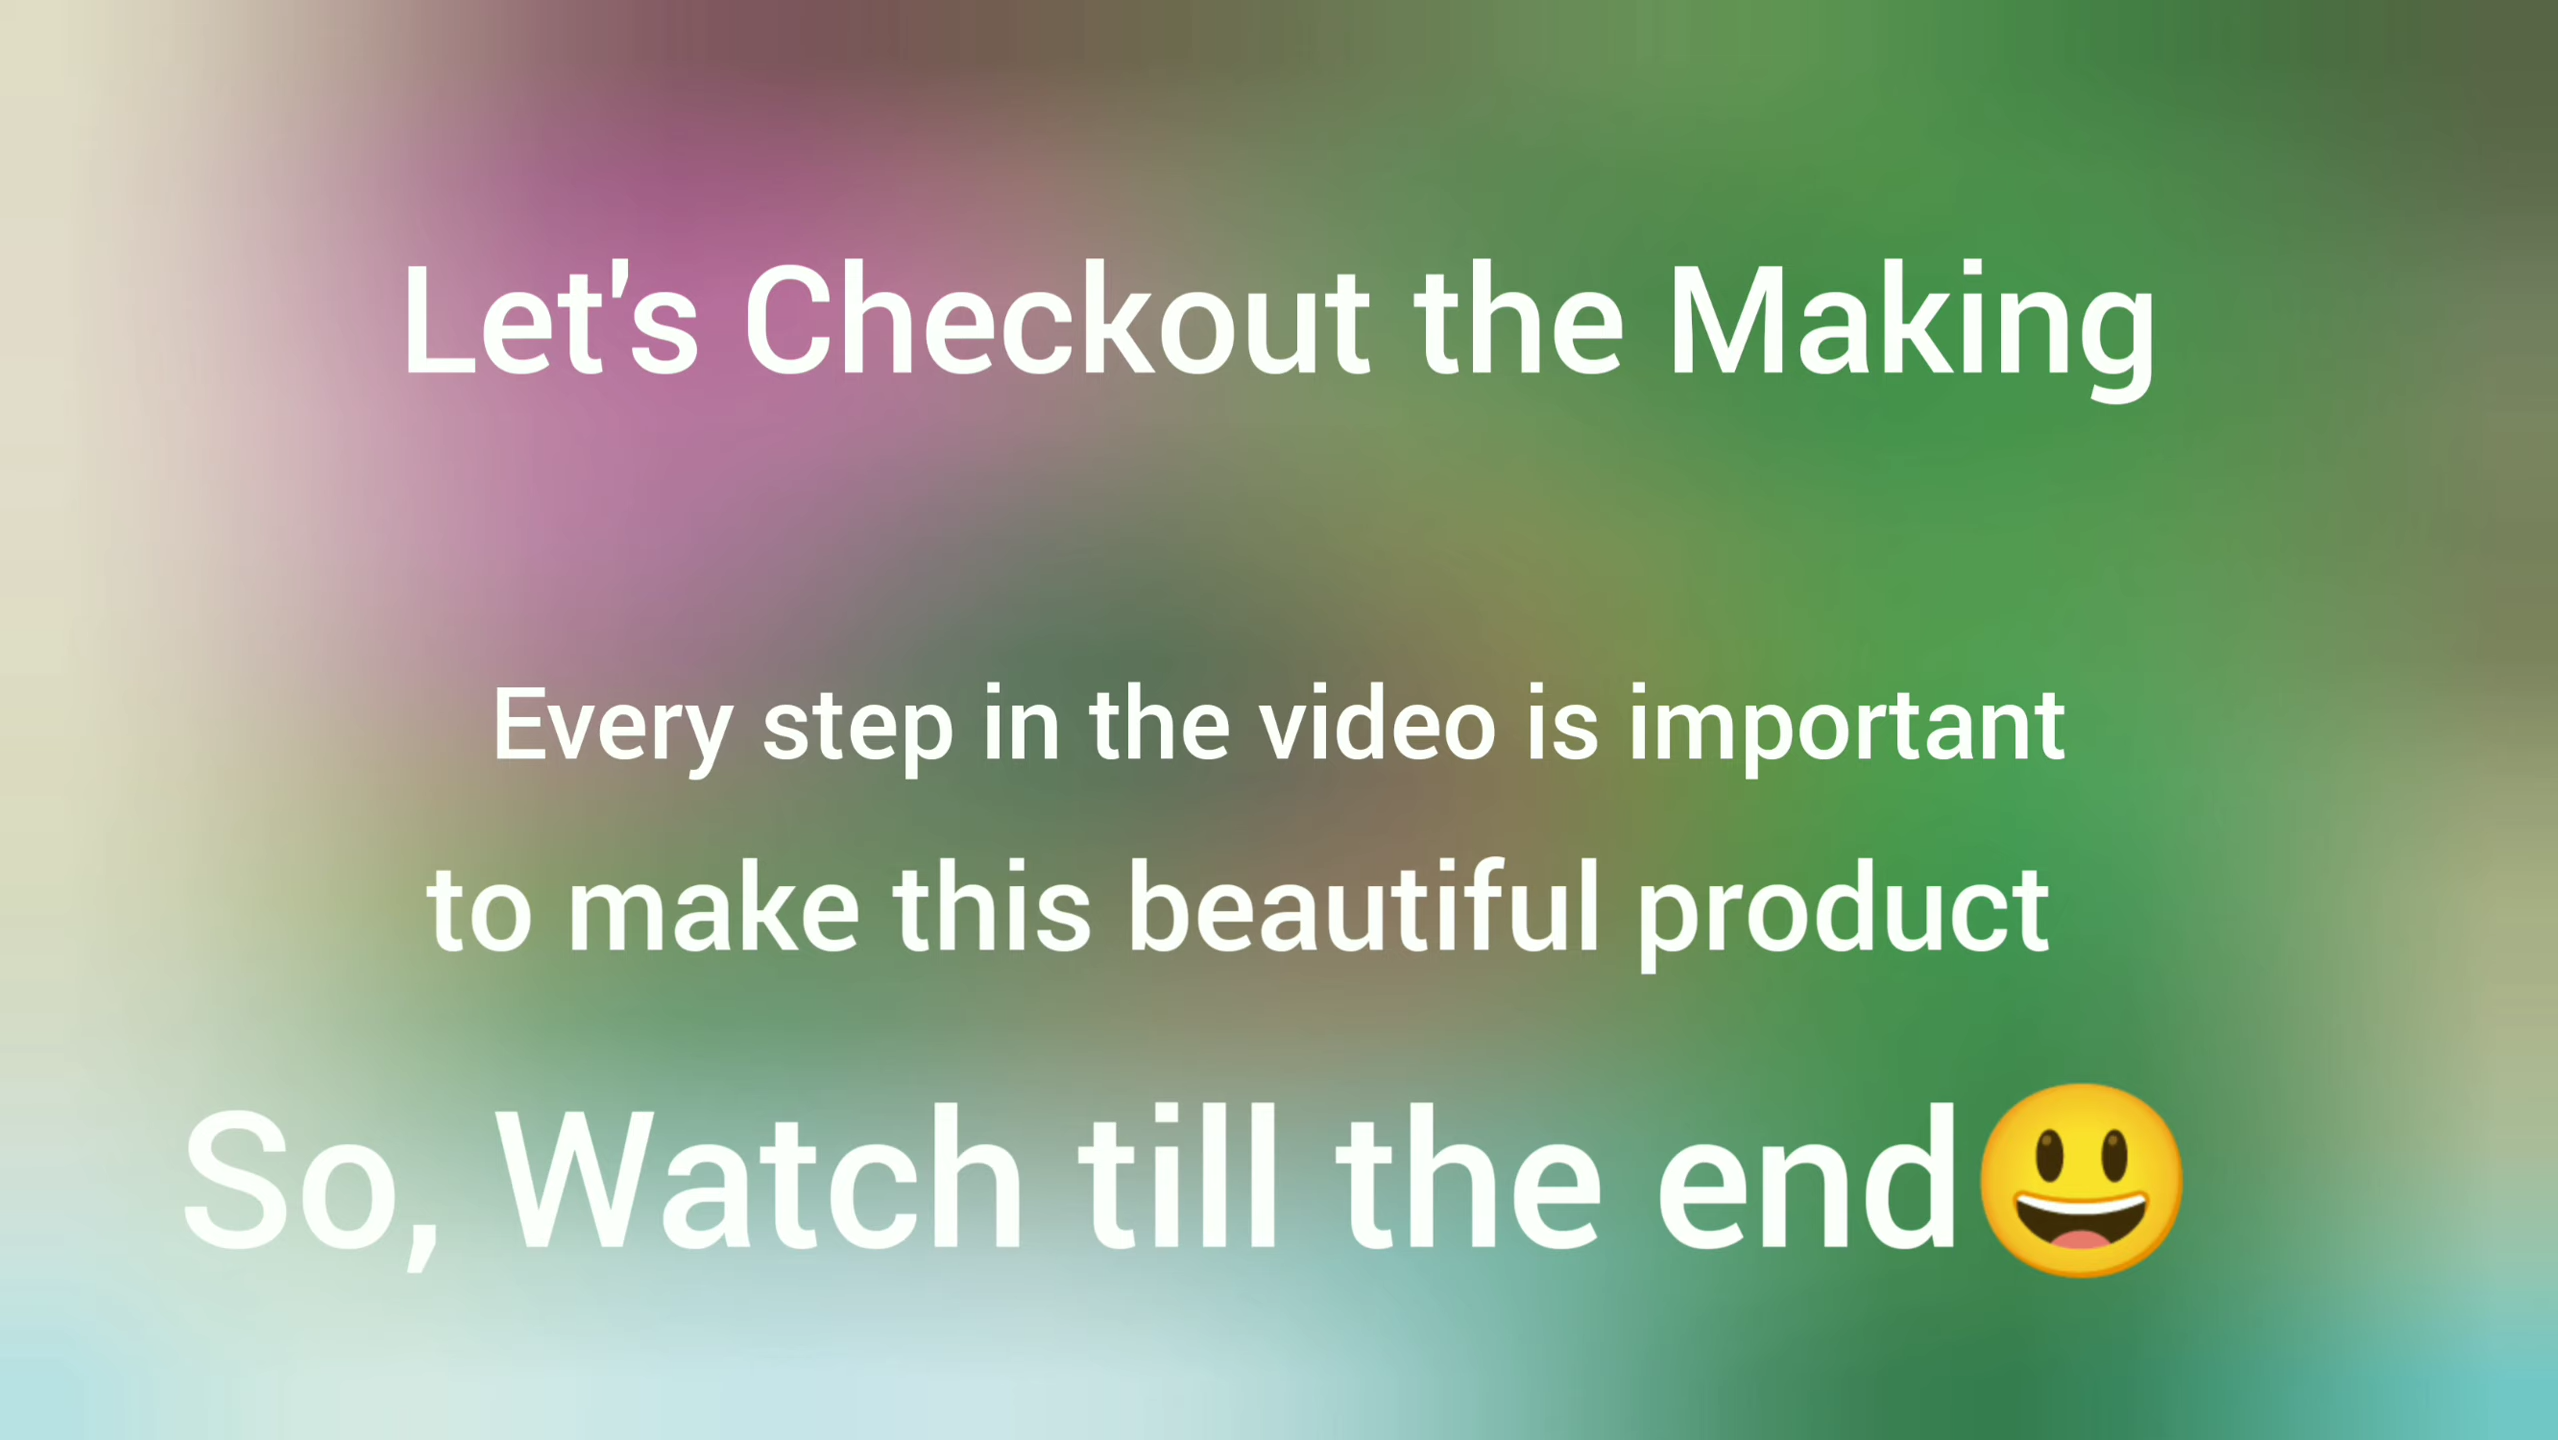 Let's Checkout the Making
Every step in the video is important
to make this beautiful product
So, Watch till the end😃